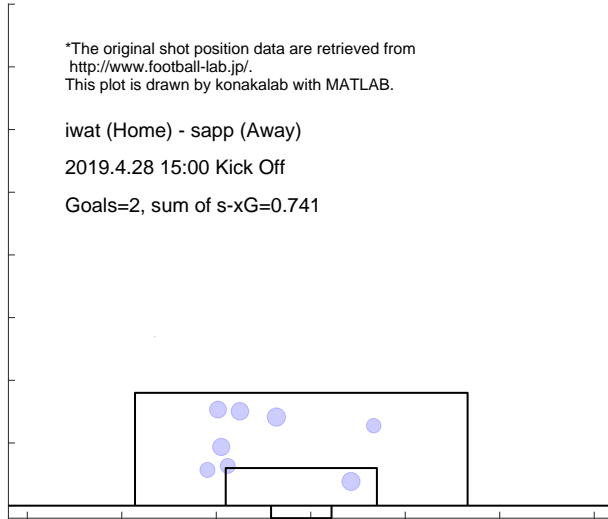 *The original shot position data are retrieved from
http://www.football-lab.jp/.
This plot is drawn by konakalab with MATLAB.
iwat (Home) - sapp (Away)
2019.4.28 15:00 Kick Off
Goals=2, sum of s-xG=0.741